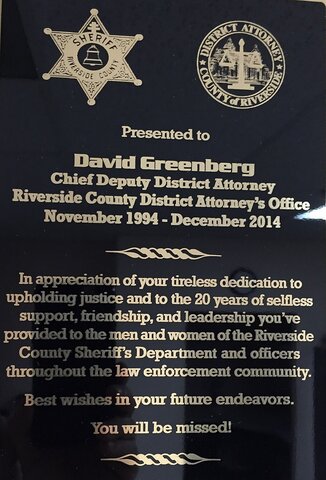 SHERIFF
RIVERSIDE COUNTY
DISTRICT ATTORNEY
COUNTY of RIVERSIDE
Presented to
David Greenberg
Chief Deputy District Attorney
Riverside County District Attorney's Office
November 1994 - December 2014
In appreciation of your tireless dedication to
upholding justice and to the 20 years of selfless
support, friendship, and leadership you've
provided to the men and women of the Riverside
County Sheriff's Department and officers
throughout the law enforcement community.
Best wishes in your future endeavors.
You will be missed!